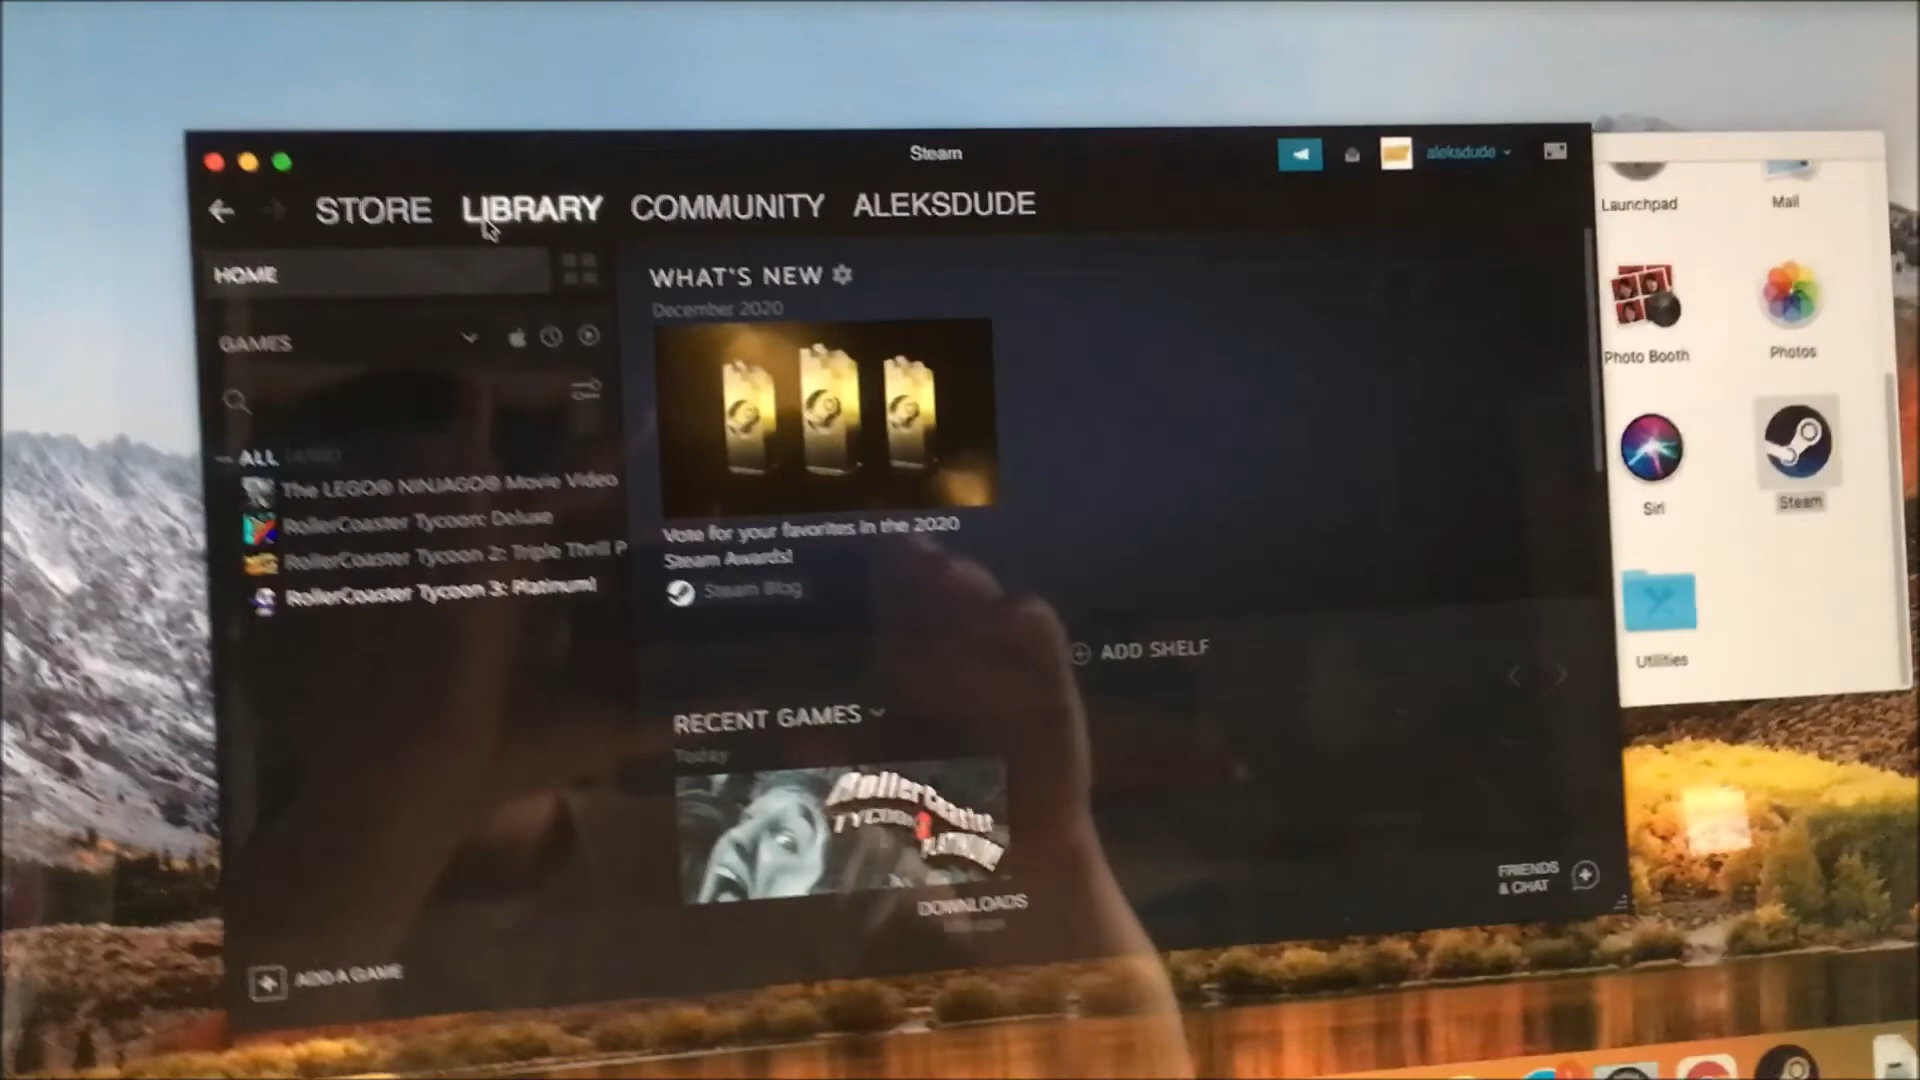 Steam
aleksdude
STORE LIBRARY COMMUNITY ALEKSDUDE
HOME
GAMES
ALL
The LEGO® NINJAGO® Movie Video
RollerCoaster Tycoon: Deluxe
RollerCoaster Tycoon 2: Triple Thrill P
RollerCoaster Tycoon 3: Platinum!
WHAT'S NEW
December 2020
Vote for your favorites in the 2020
Steam Awards!
Steam Blog
ADD SHELF
RECENT GAMES
Today
RollerCoaster
TYCOON 3
PLATINUM
DOWNLOADS
FRIENDS
& CHAT
ADD A GAME
Launchpad
Mail
Photo Booth
Photos
Siri
Steam
Utilities